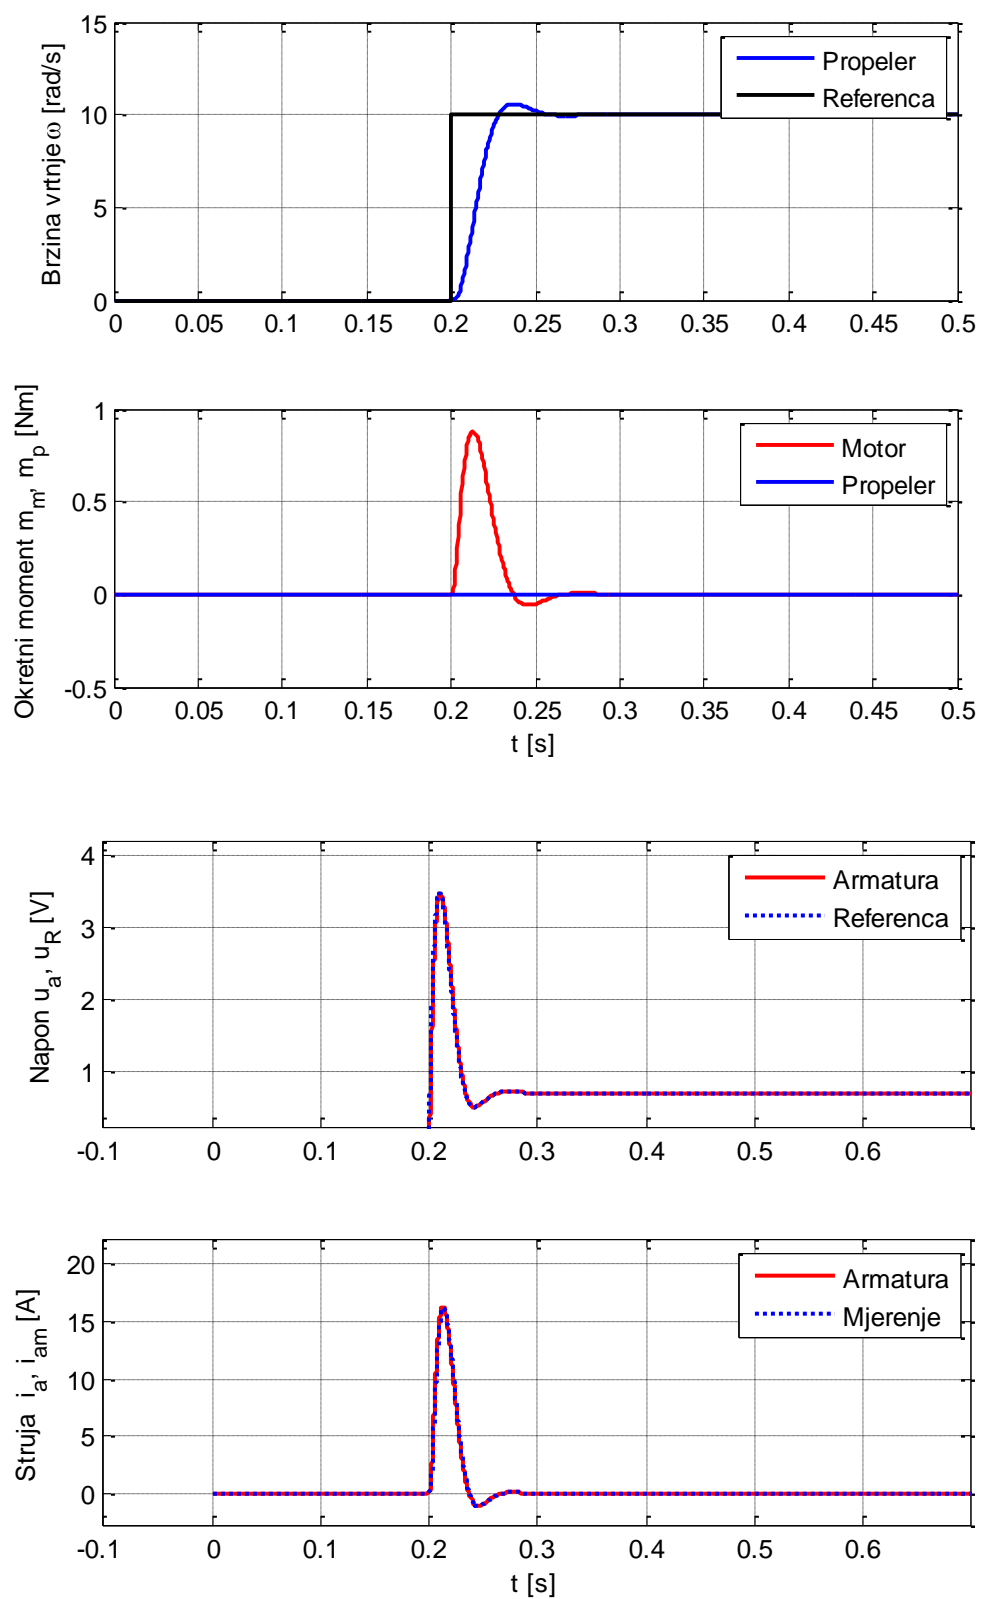 15
10
5
0
Brzina vrtnje ω [rad/s]
Propeler
Referenca
0 0.05 0.1 0.15 0.2 0.25 0.3 0.35 0.4 0.45 0.5
1
0.5
0
-0.5
Okretni moment m_m, m_p [Nm]
Motor
Propeler
0 0.05 0.1 0.15 0.2 0.25 0.3 0.35 0.4 0.45 0.5
t [s]
4
3
2
1
Napon u_a, u_R [V]
Armatura
Referenca
-0.1 0 0.1 0.2 0.3 0.4 0.5 0.6
20
15
10
5
0
Struja i_a, i_am [A]
Armatura
Mjerenje
-0.1 0 0.1 0.2 0.3 0.4 0.5 0.6
t [s]